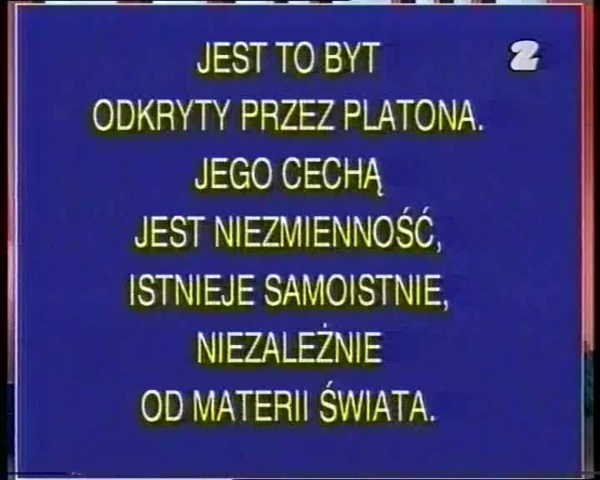 JEST TO BYT
2
ODKRYTY PRZEZ PLATONA.
JEGO CECHĄ
JEST NIEZMIENNOŚĆ,
ISTNIEJE SAMOISTNIE,
NIEZALEŻNIE
OD MATERII ŚWIATA.